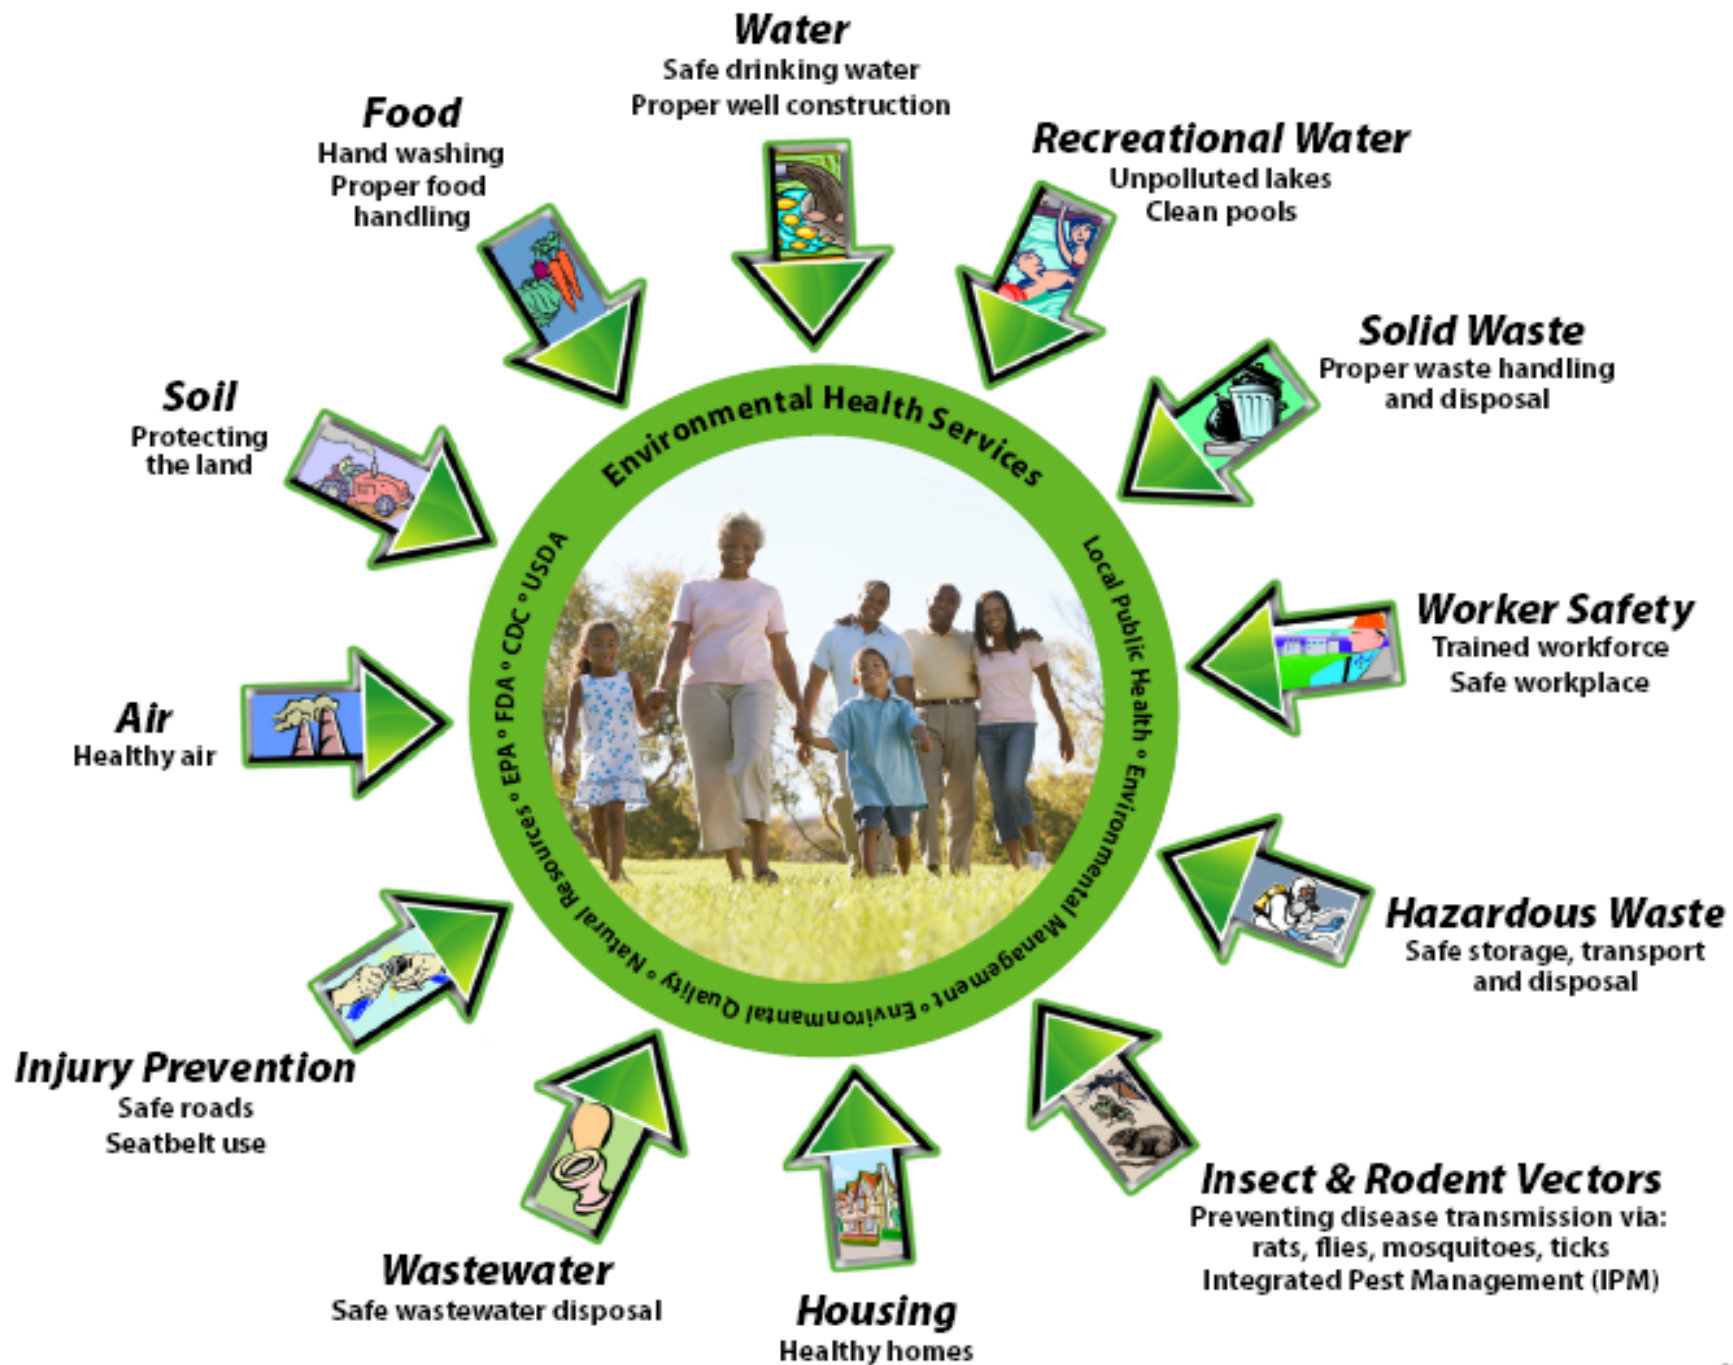 Water
Safe drinking water
Proper well construction
Recreational Water
Unpolluted lakes
Clean pools
Solid Waste
Proper waste handling
and disposal
Worker Safety
Trained workforce
Safe workplace
Hazardous Waste
Safe storage, transport
and disposal
Insect & Rodent Vectors
Preventing disease transmission via:
rats, flies, mosquitoes, ticks
Integrated Pest Management (IPM)
Housing
Healthy homes
Wastewater
Safe wastewater disposal
Injury Prevention
Safe roads
Seatbelt use
Air
Healthy air
Soil
Protecting
the land
Food
Hand washing
Proper food
handling
Environmental Health Services
Local Public Health ° Environmental Management ° Environmantal Quality ° Natural Resources ° EPA ° FDA ° CDC ° USDA